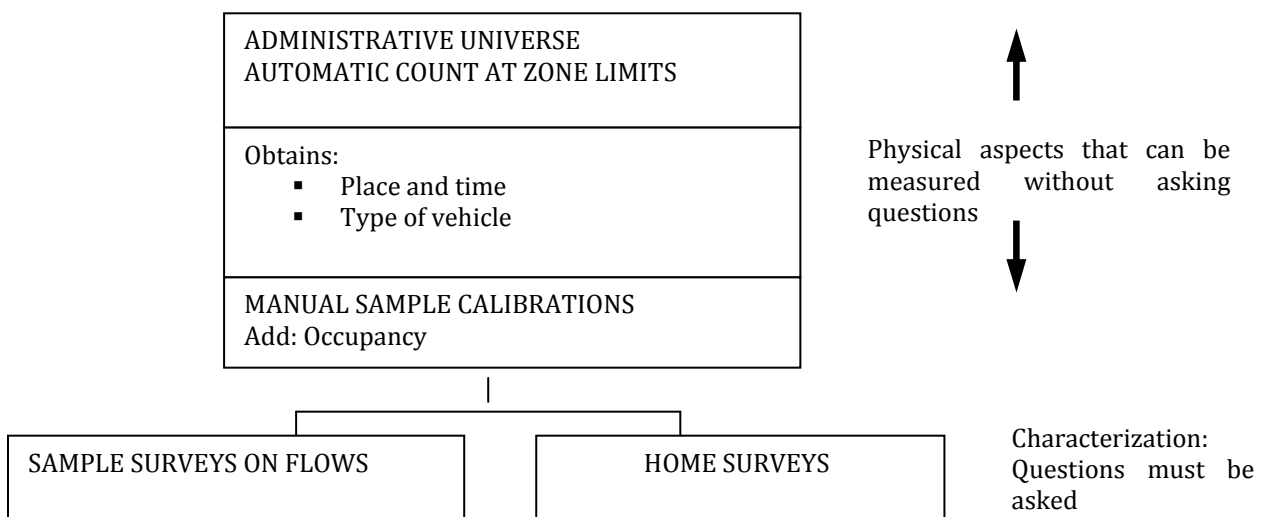 ADMINISTRATIVE UNIVERSE
AUTOMATIC COUNT AT ZONE LIMITS
Obtains:
▪ Place and time
▪ Type of vehicle
MANUAL SAMPLE CALIBRATIONS
Add: Occupancy
Physical aspects that can be
measured without asking
questions
SAMPLE SURVEYS ON FLOWS
HOME SURVEYS
Characterization:
Questions must be
asked